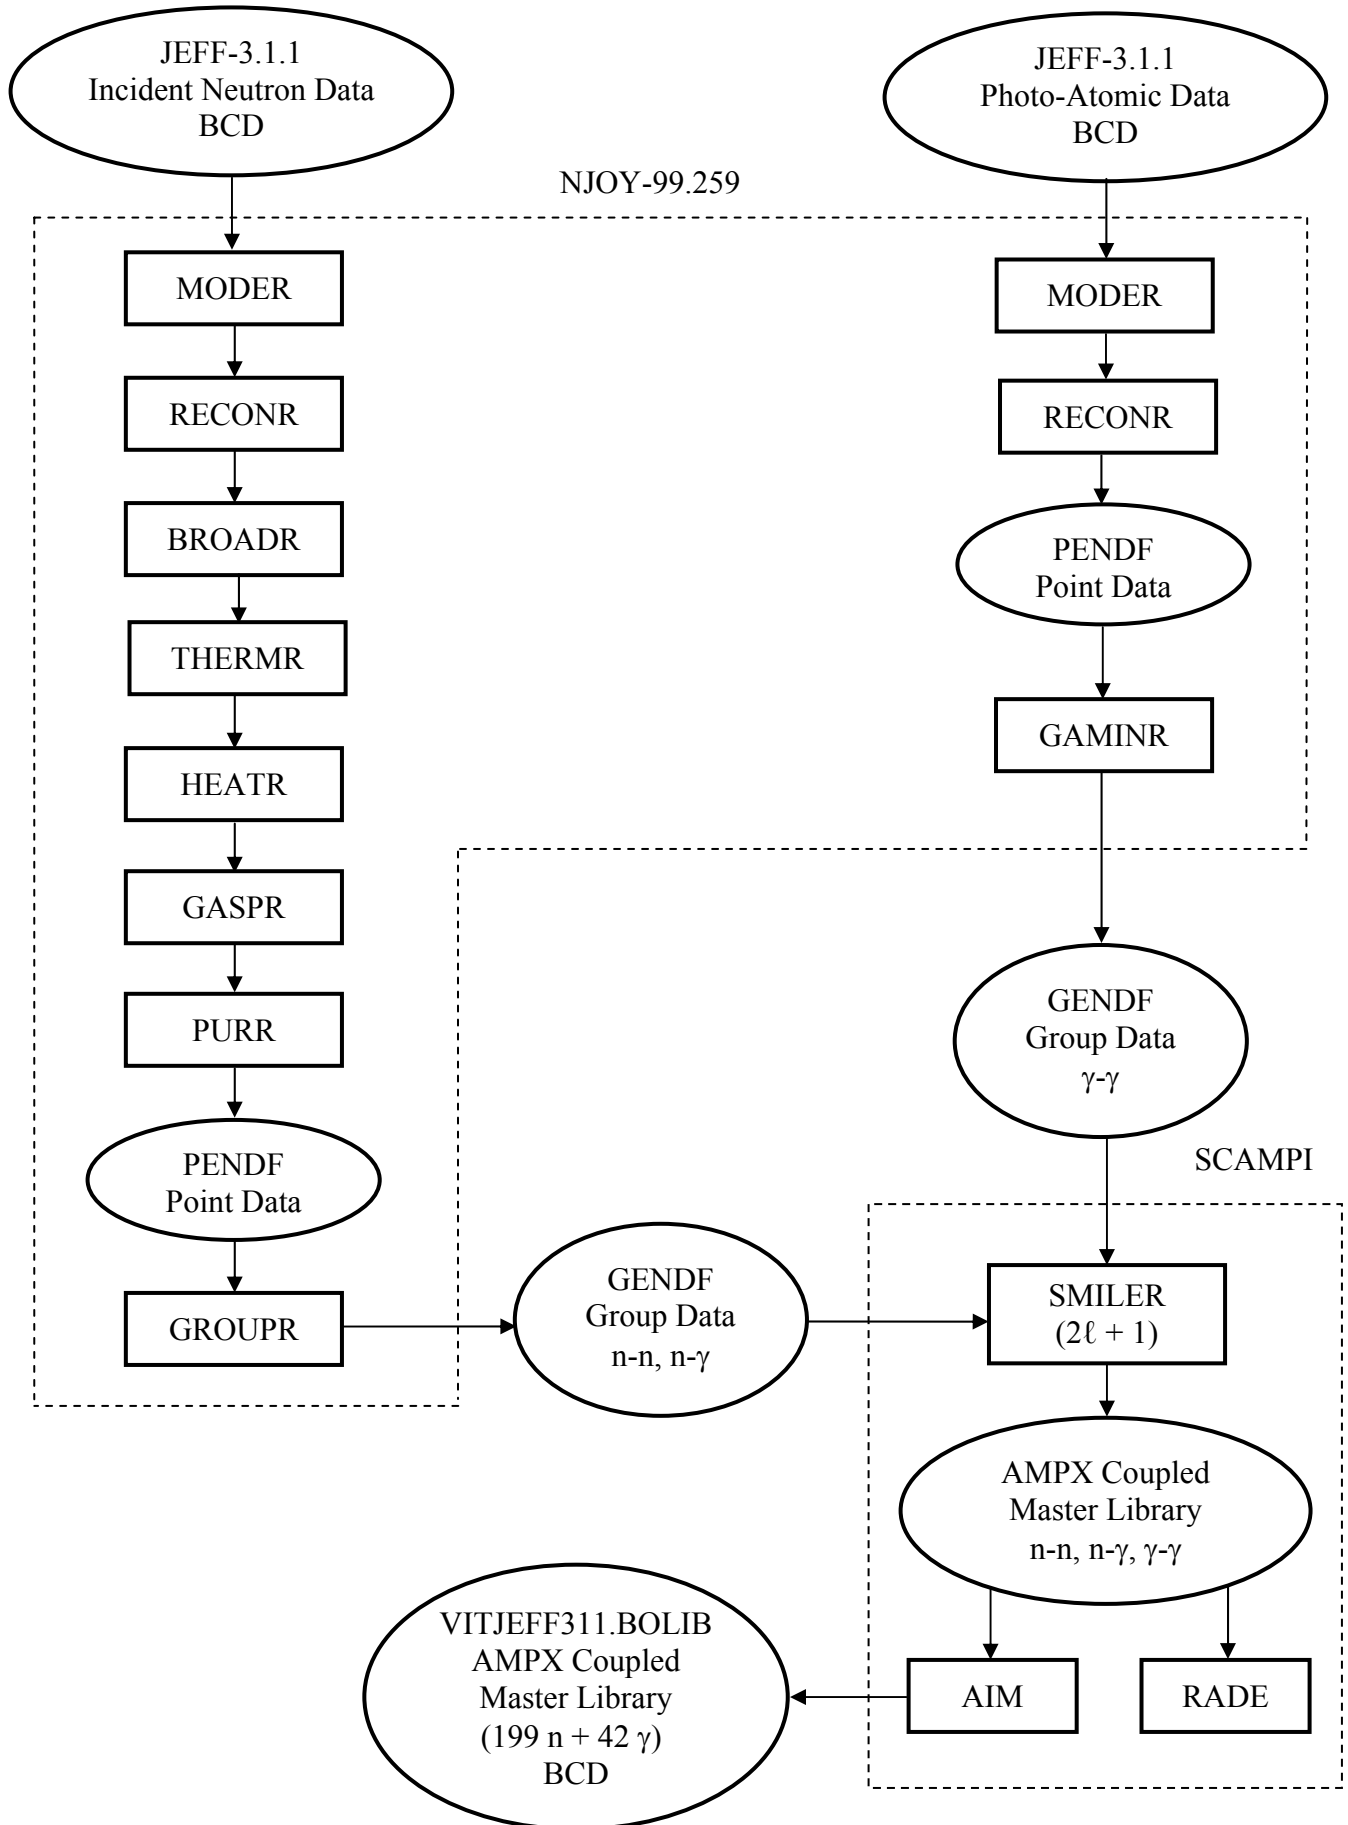 JEFF-3.1.1
Incident Neutron Data
BCD
JEFF-3.1.1
Photo-Atomic Data
BCD
NJOY-99.259
MODER
RECONR
BROADR
THERMR
HEATR
GASPR
PURR
PENDF
Point Data
GROUPR
MODER
RECONR
PENDF
Point Data
GAMINR
GENDF
Group Data
γ-γ
GENDF
Group Data
n-n, n-γ
SCAMPI
SMILER
(2ℓ + 1)
AMPX Coupled
Master Library
n-n, n-γ, γ-γ
AIM
RADE
VITJEFF311.BOLIB
AMPX Coupled
Master Library
(199 n + 42 γ)
BCD